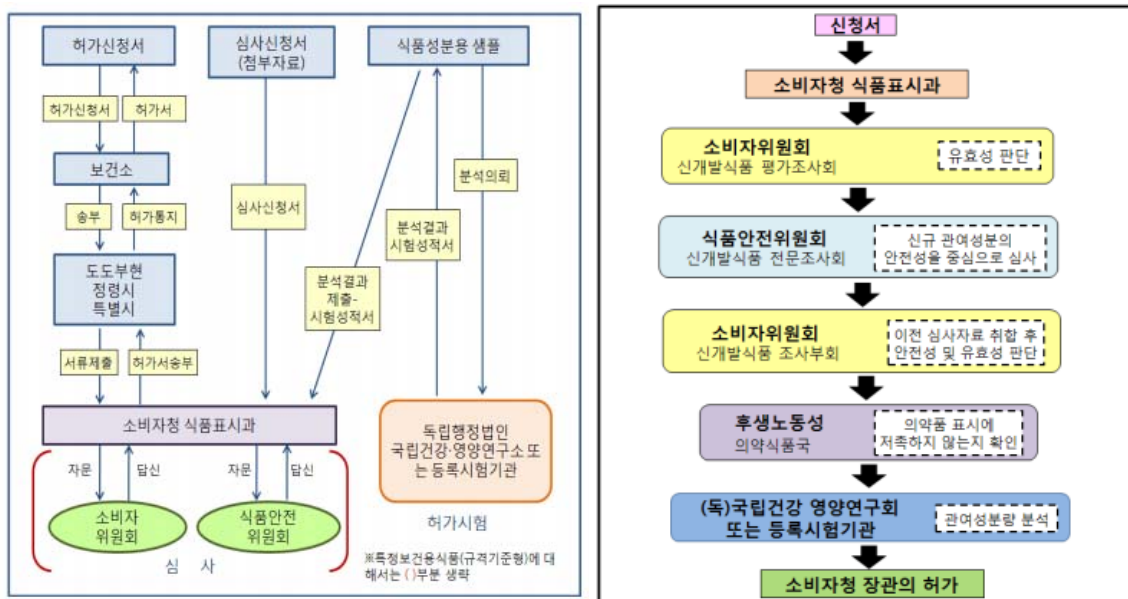 허가신청서
심사신청서
(첨부자료)
식품성분용 샘플
허가신청서
허가서
보건소
분석의뢰
심사신청서
송부
허가통지
분석결과
시험성적서
도도부현
정령시
특별시
분석결과
제출-
시험성적서
서류제출
허가서송부
소비자청 식품표시과
독립행정법인
국립건강·영양연구소 또
는 등록시험기관
자문
답신
자문
답신
소비자
위원회
식품안전
위원회
허가시험
심 사
※특정보건용식품(규격기준형)에 대
해서는 ( )부분 생략
신청서
소비자청 식품표시과
소비자위원회
신개발식품 평가조사회
유효성 판단
식품안전위원회
신개발식품 전문조사회
신규 관여성분의
안전성을 중심으로 심사
소비자위원회
신개발식품 조사부회
이전 심사자료 취합 후
안전성 및 유효성 판단
후생노동성
의약식품국
의약품 표시에
저촉하지 않는지 확인
(독)국립건강 영양연구회
또는 등록시험기관
관여성분량 분석
소비자청 장관의 허가